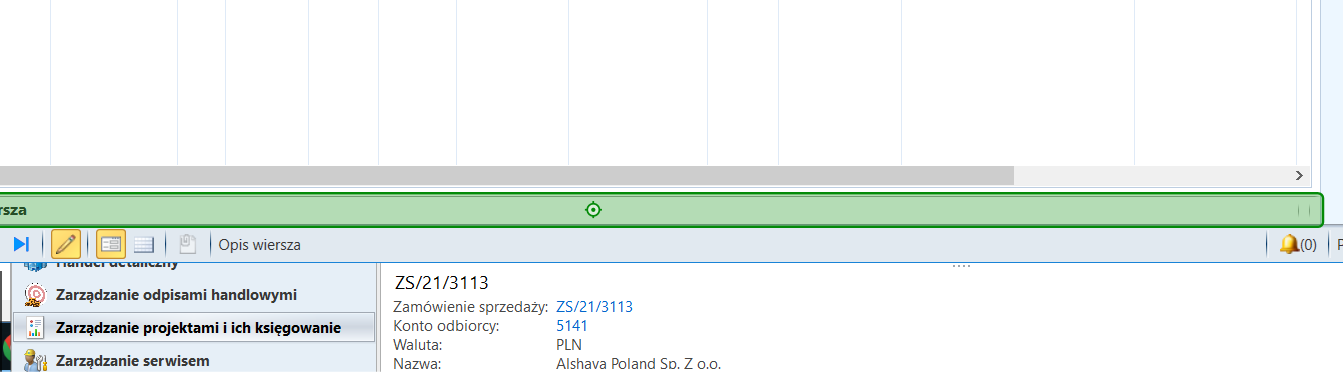 rsza
Opis wiersza
(0)
P
Handel detaliczny
Zarządzanie odpisami handlowymi
Zarządzanie projektami i ich księgowanie
Zarządzanie serwisem
ZS/21/3113
Zamówienie sprzedaży: ZS/21/3113
Konto odbiorcy: 5141
Waluta: PLN
Nazwa: Alshaya Poland Sp. Z o.o.